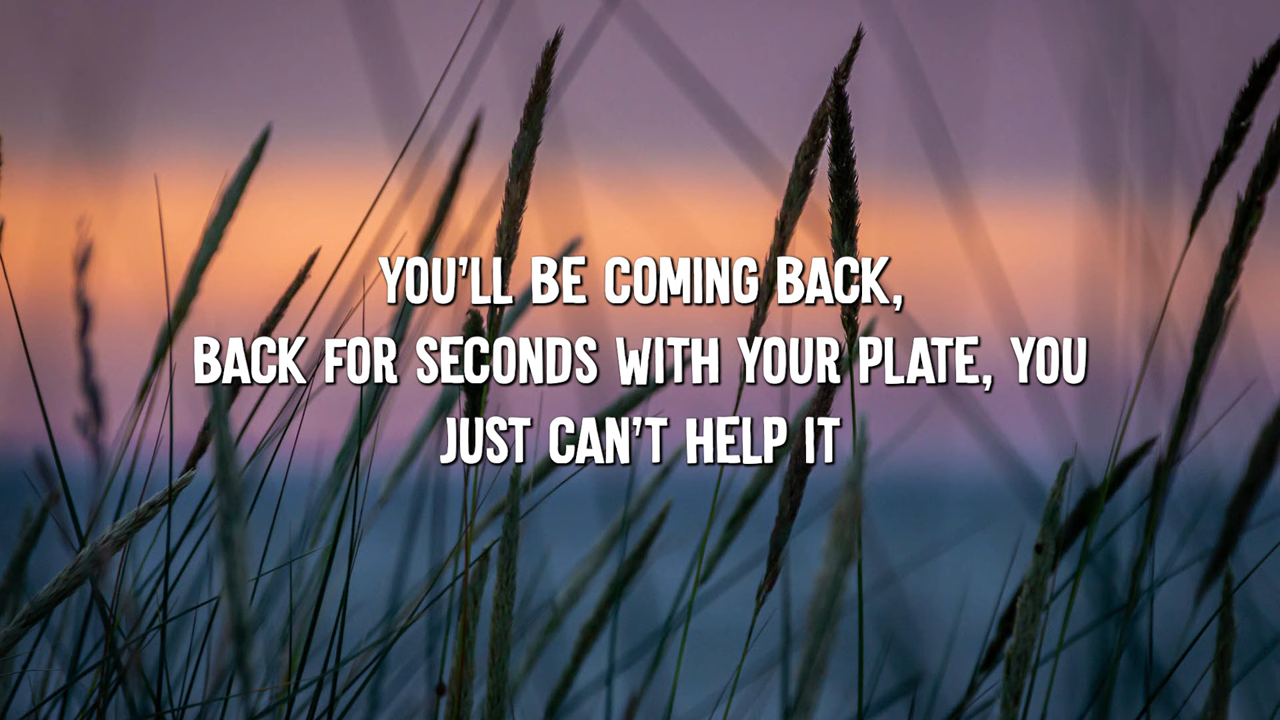 YOU'LL BE COMING BACK,
BACK FOR SECONDS WITH YOUR PLATE, YOU
JUST CAN'T HELP IT